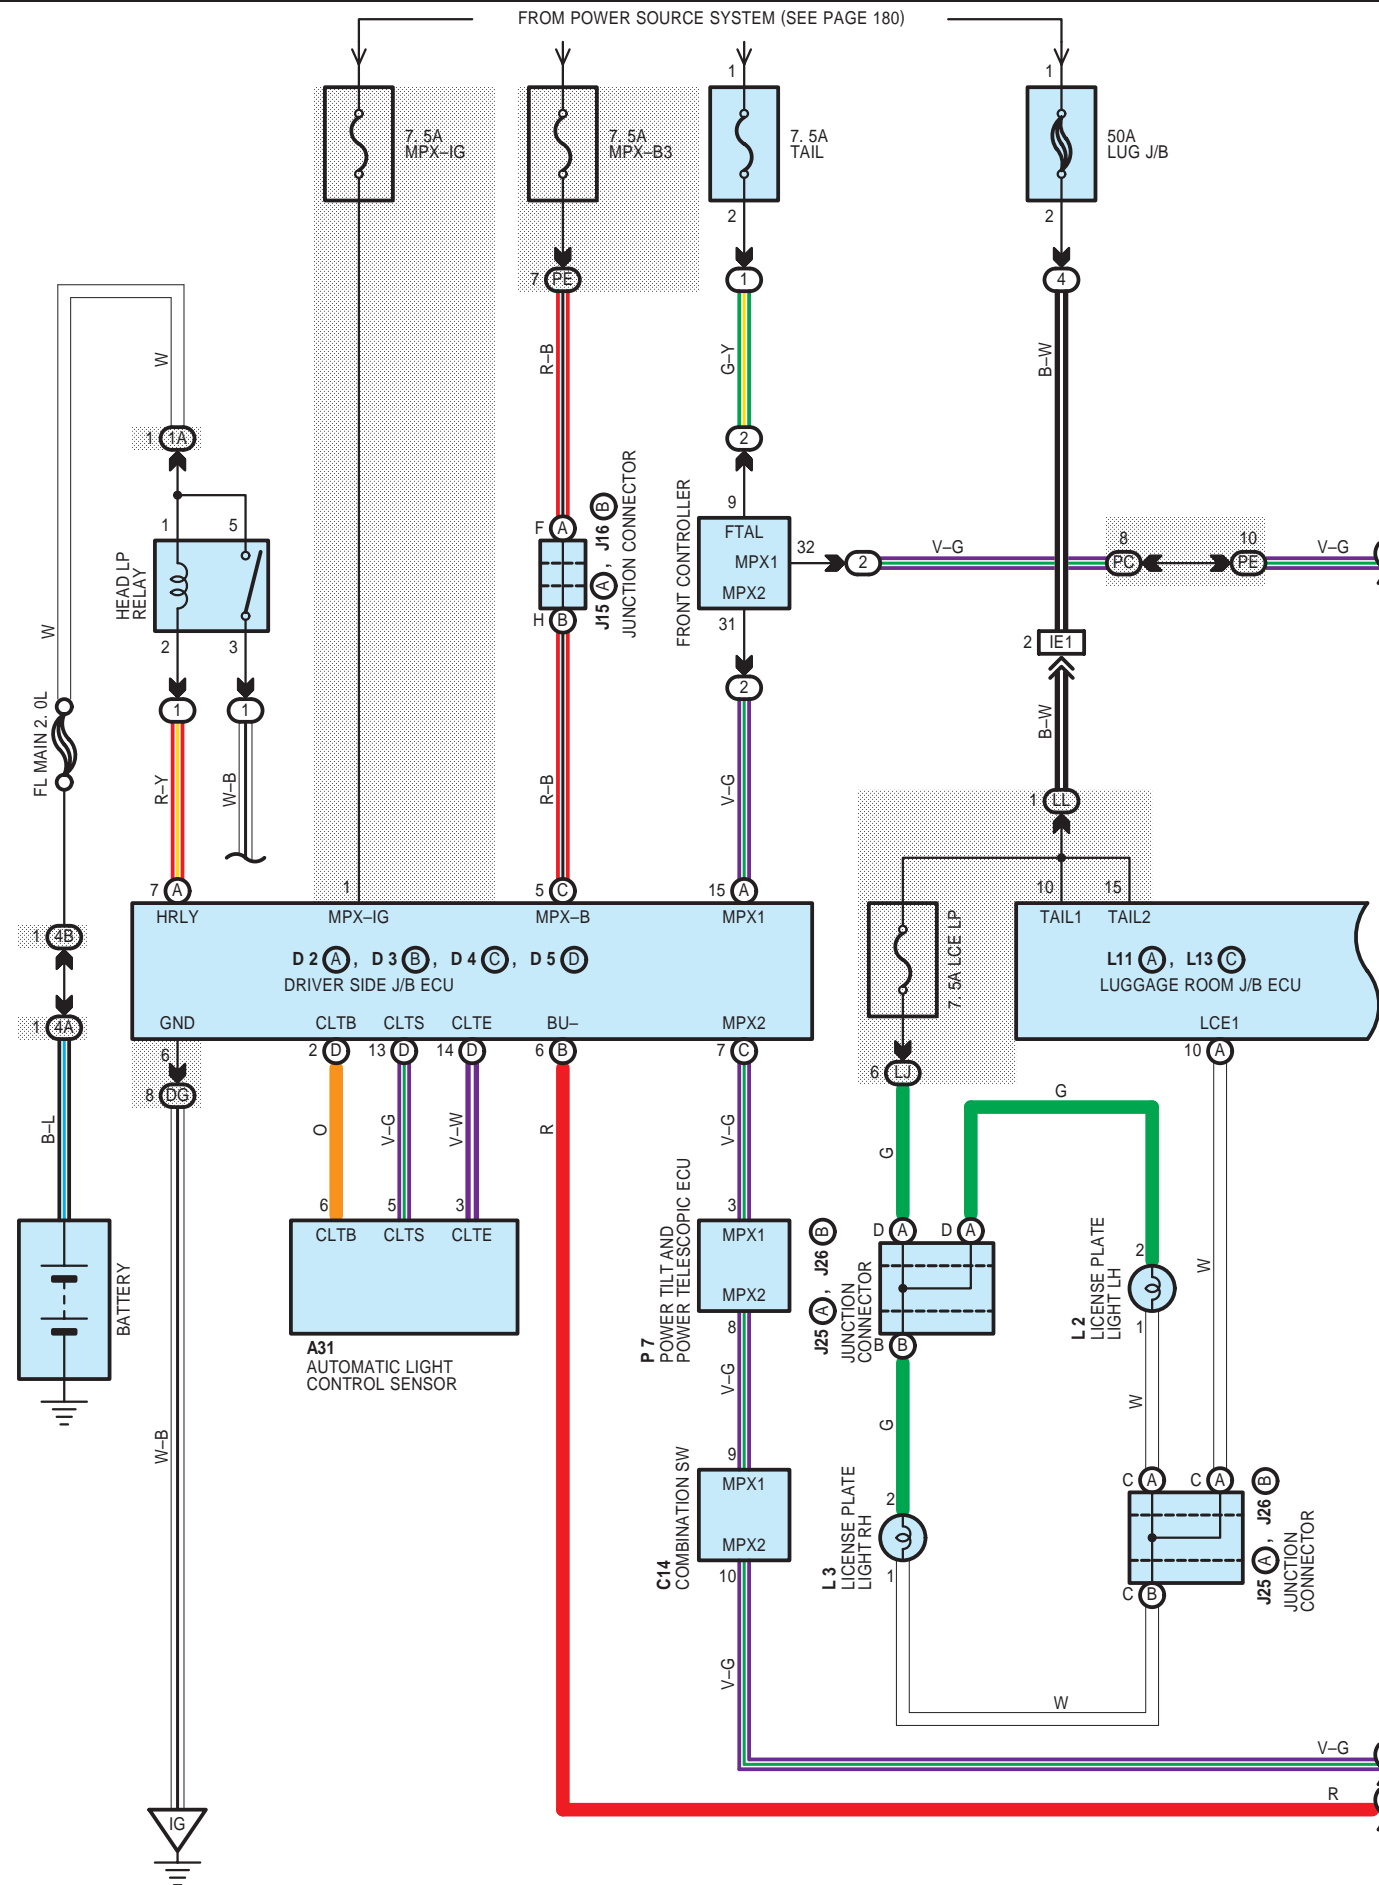 FROM POWER SOURCE SYSTEM (SEE PAGE 180)
1
1
7. 5A
MPX–IG
7. 5A
MPX–B3
7. 5A
TAIL
50A
LUG J/B
2
2
7 PE
1
4
W
R–B
G–Y
B–W
1 1A
2
1
5
HEAD LP
RELAY
2
3
F A
H B
J15 A , J16 B
JUNCTION CONNECTOR
FRONT CONTROLLER
9
FTAL
MPX1
MPX2
32
2
V–G
8
PC
10
PE
V–G
31
2
2 IE1
W
FL MAIN 2. 0L
1
1
R–Y
W–B
R–B
V–G
B–W
1 LL
10
15
7 A
1
5 C
15 A
HRLY
MPX–IG
MPX–B
MPX1
D 2 A , D 3 B , D 4 C , D 5 D
DRIVER SIDE J/B ECU
GND
CLTB
CLTS
CLTE
BU–
MPX2
7. 5A LCE LP
TAIL1
TAIL2
L11 A , L13 C
LUGGAGE ROOM J/B ECU
LCE1
1 4B
1 4A
6
8 DG
2 D
13 D
14 D
6 B
7 C
6 LJ
10 A
B–L
O
V–G
V–W
R
V–G
G
G
W
6
5
3
3
CLTB
CLTS
CLTE
A31
AUTOMATIC LIGHT
CONTROL SENSOR
BATTERY
P 7
POWER TILT AND
POWER TELESCOPIC ECU
MPX1
MPX2
8
J25 A , J26 B
JUNCTION
CONNECTOR
D A
D A
B B
L 2
LICENSE PLATE
LIGHT LH
2
1
V–G
G
W
W–B
C14
COMBINATION SW
9
MPX1
MPX2
10
L 3
LICENSE PLATE
LIGHT RH
2
1
C A
C A
C B
J25 A , J26 B
JUNCTION
CONNECTOR
V–G
W
V–G
R
IG